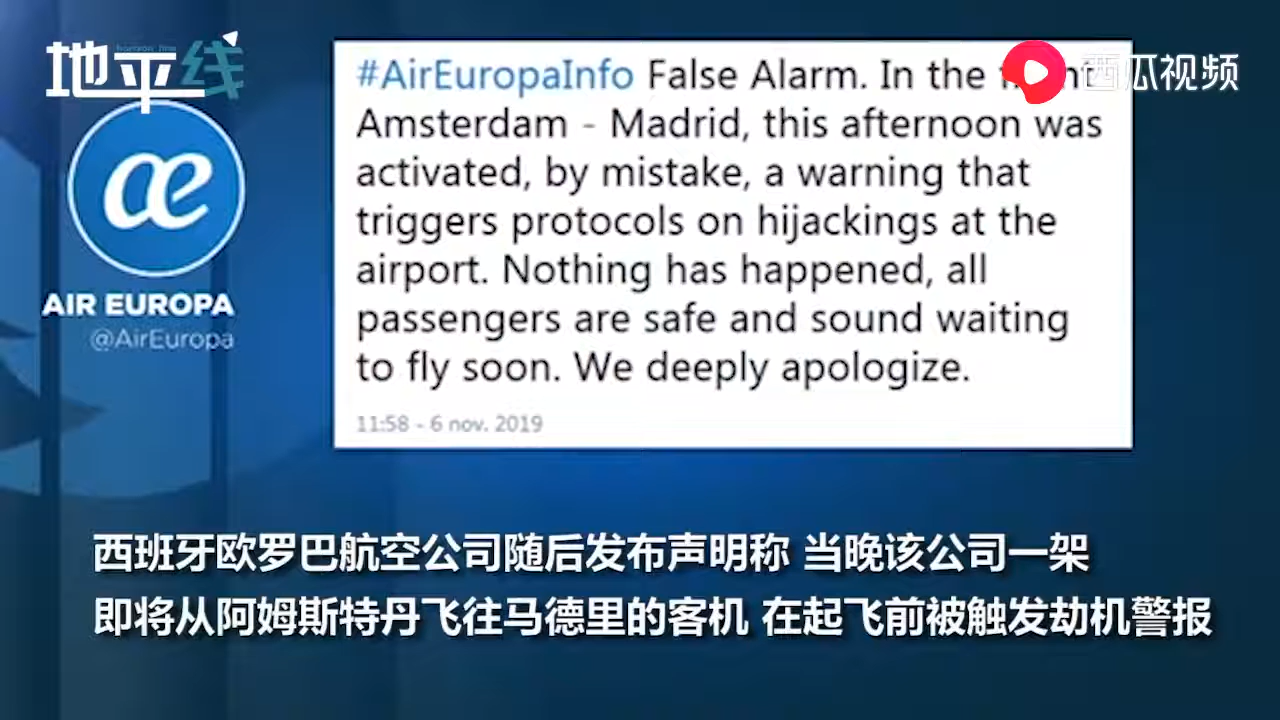 地平线
horizon line
西瓜视频
æ
AIR EUROPA
@AirEuropa
#AirEuropaInfo False Alarm. In the
Amsterdam - Madrid, this afternoon was
activated, by mistake, a warning that
triggers protocols on hijackings at the
airport. Nothing has happened, all
passengers are safe and sound waiting
to fly soon. We deeply apologize.
11:58 - 6 nov. 2019
西班牙欧罗巴航空公司随后发布声明称 当晚该公司一架
即将从阿姆斯特丹飞往马德里的客机 在起飞前被触发劫机警报